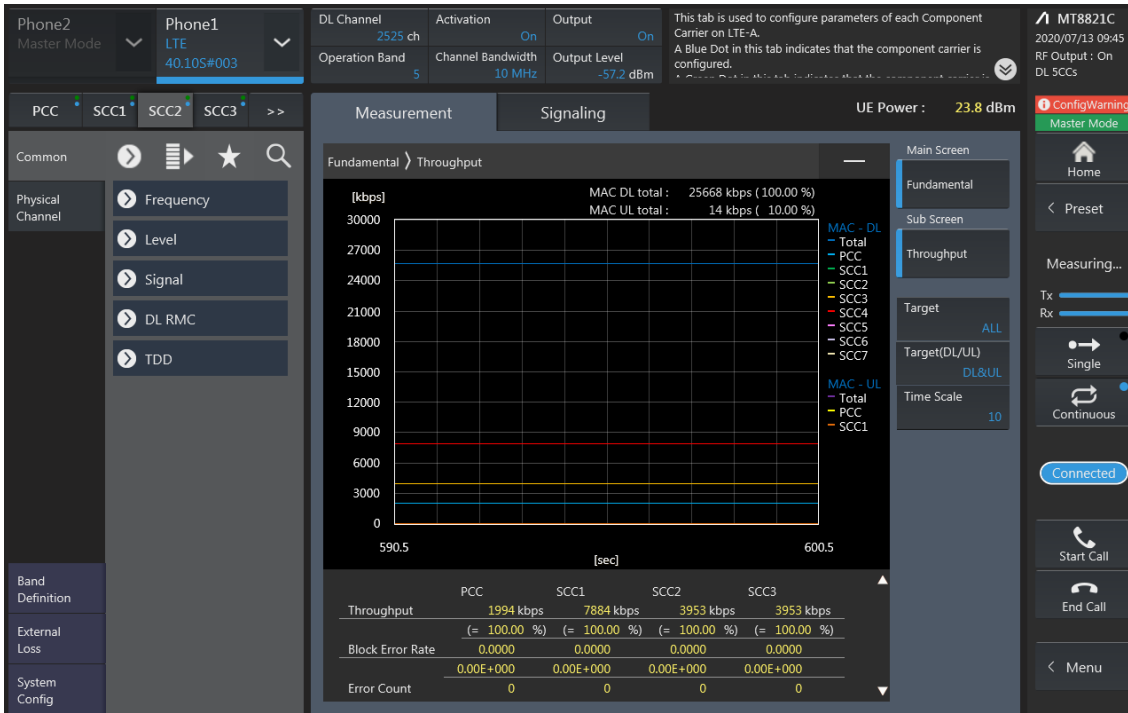 Phone2
Master Mode
Phone1
LTE
40.10S#003
DL Channel
2525 ch
Operation Band
5
Activation
On
Channel Bandwidth
10 MHz
Output
On
Output Level
-57.2 dBm
This tab is used to configure parameters of each Component
Carrier on LTE-A.
A Blue Dot in this tab indicates that the component carrier is
configured.
MT8821C
2020/07/13 09:45
RF Output : On
DL 5CCs
PCC SCC1 SCC2 SCC3 >>
Common
Physical
Channel
Frequency
Level
Signal
DL RMC
TDD
Band
Definition
External
Loss
System
Config
Measurement
Signaling
UE Power : 23.8 dBm
Fundamental Throughput
[kbps]
MAC DL total : 25668 kbps ( 100.00 %)
MAC UL total : 14 kbps ( 10.00 %)
30000
27000
24000
21000
18000
15000
12000
9000
6000
3000
0
590.5
600.5
[sec]
MAC - DL
Total
PCC
SCC1
SCC2
SCC3
SCC4
SCC5
SCC6
SCC7
MAC - UL
Total
PCC
SCC1
PCC SCC1 SCC2 SCC3
Throughput 1994 kbps 7884 kbps 3953 kbps 3953 kbps
(= 100.00 %) (= 100.00 %) (= 100.00 %) (= 100.00 %)
Block Error Rate 0.0000 0.0000 0.0000 0.0000
0.00E+000 0.00E+000 0.00E+000 0.00E+000
Error Count 0 0 0 0
Main Screen
Fundamental
Sub Screen
Throughput
Target
ALL
Target(DL/UL)
DL&UL
Time Scale
10
ConfigWarning
Master Mode
Home
< Preset
Measuring...
Tx
Rx
Single
Continuous
Connected
Start Call
End Call
< Menu